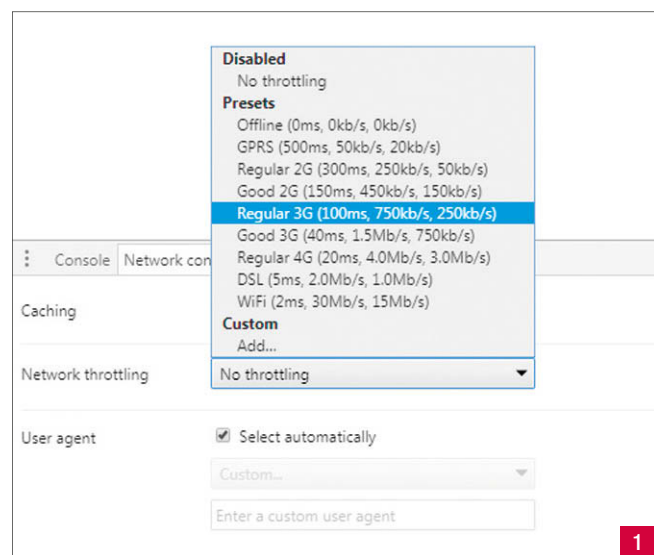 Disabled
No throttling
Presets
Offline (0ms, 0kb/s, 0kb/s)
GPRS (500ms, 50kb/s, 20kb/s)
Regular 2G (300ms, 250kb/s, 50kb/s)
Good 2G (150ms, 450kb/s, 150kb/s)
Regular 3G (100ms, 750kb/s, 250kb/s)
Good 3G (40ms, 1.5Mb/s, 750kb/s)
Regular 4G (20ms, 4.0Mb/s, 3.0Mb/s)
DSL (5ms, 2.0Mb/s, 1.0Mb/s)
WiFi (2ms, 30Mb/s, 15Mb/s)
Custom
Add...
Console Network con
Caching
Network throttling No throttling
User agent Select automatically
Custom...
Enter a custom user agent
1